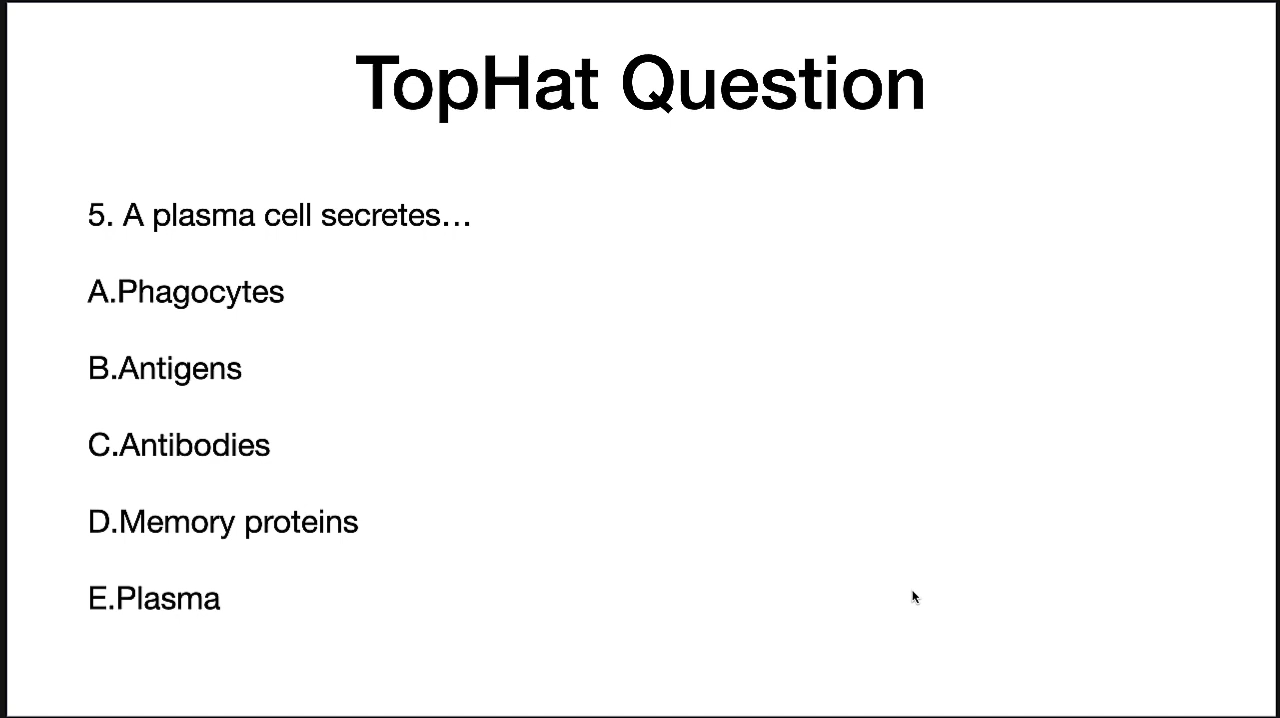 TopHat Question
5. A plasma cell secretes…
A.Phagocytes
B.Antigens
C.Antibodies
D.Memory proteins
E.Plasma